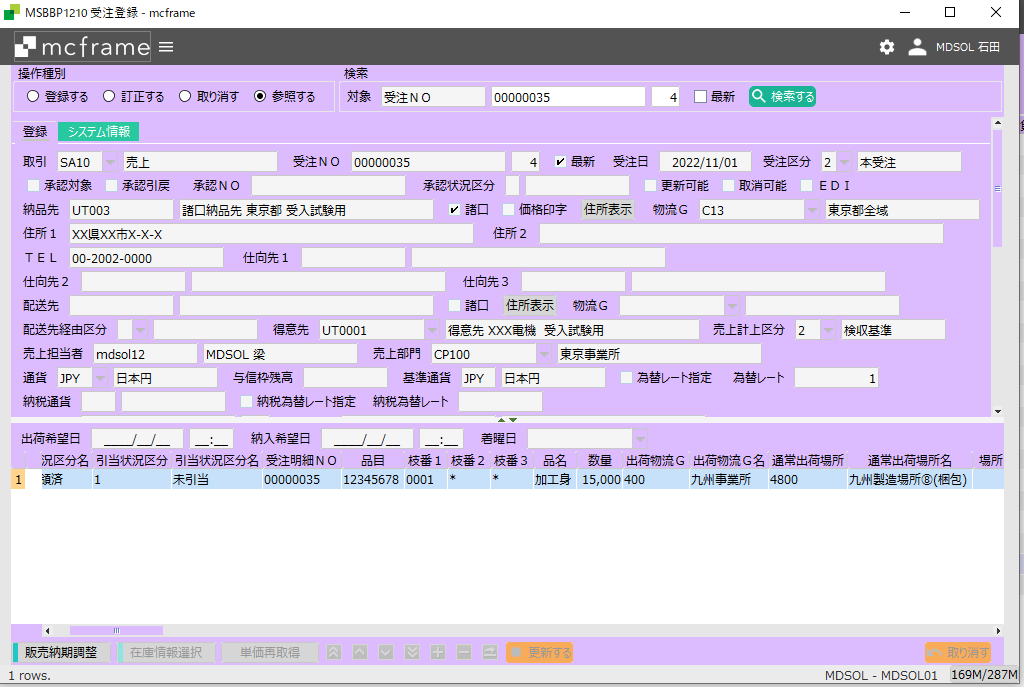 MSBBP1210 受注登録 - mcframe
mcframe MDSOL 石田
操作種別 検索
登録する 訂正する 取り消す 参照する 対象 受注ＮＯ 00000035 4 最新 検索する
登録 システム情報
取引 SA10 売上 受注ＮＯ 00000035 4 最新 受注日 2022/11/01 受注区分 2 本受注
承認対象 承認引戻 承認ＮＯ 承認状況区分 更新可能 取消可能 ＥＤＩ
納品先 UT003 諸口納品先 東京都 受入試験用 諸口 価格印字 住所表示 物流Ｇ C13 東京都全域
住所１ XX県XX市X-X-X 住所２
ＴＥＬ 00-2002-0000 仕向先１
仕向先２ 仕向先３
配送先 諸口 住所表示 物流Ｇ
配送先経由区分 得意先 UT0001 得意先 XXX電機 受入試験用 売上計上区分 2 検収基準
売上担当者 mdsol12 MDSOL 梁 売上部門 CP100 東京事業所
通貨 JPY 日本円 与信枠残高 基準通貨 JPY 日本円 為替レート指定 為替レート 1
納税通貨 納税為替レート指定 納税為替レート
出荷希望日 ____/__/__ __:__ 納入希望日 ____/__/__ __:__ 着曜日
況区分名 引当状況区分 引当状況区分名 受注明細ＮＯ 品目 枝番１ 枝番２ 枝番３ 品名 数量 出荷物流Ｇ 出荷物流Ｇ名 通常出荷場所 通常出荷場所名 場所
1 済 1 未引当 00000035 12345678 0001 * * 加工身 15,000 400 九州事業所 4800 九州製造場所⑧(梱包)
販売納期調整 在庫情報選択 単価再取得 更新する 取り消す
1 rows. MDSOL - MDSOL01 169M/287M